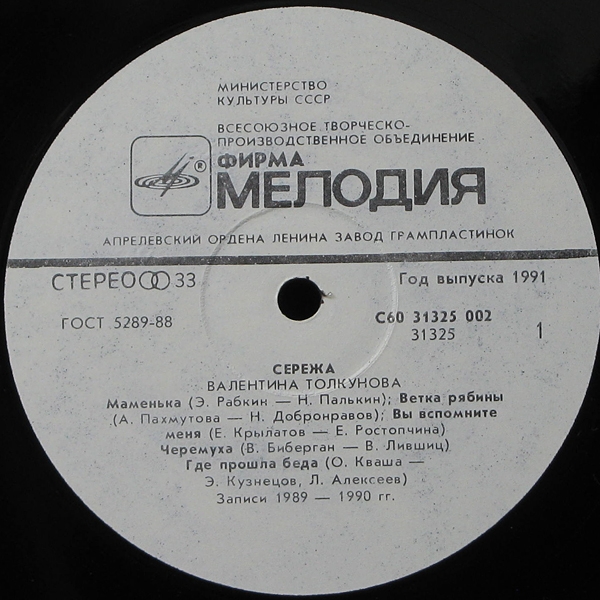 МИНИСТЕРСТВО
КУЛЬТУРЫ СССР
ВСЕСОЮЗНОЕ ТВОРЧЕСКО-
ПРОИЗВОДСТВЕННОЕ ОБЪЕДИНЕНИЕ
®
ФИРМА
МЕЛОДИЯ
АПРЕЛЕВСКИЙ ОРДЕНА ЛЕНИНА ЗАВОД ГРАМПЛАСТИНОК
СТЕРЕО 33
Год выпуска 1991
ГОСТ 5289-88
С60 31325 002
31325
1
СЕРЕЖА
ВАЛЕНТИНА ТОЛКУНОВА
Маменька (Э. Рабкин — Н. Палькин); Ветка рябины
(А. Пахмутова — Н. Добронравов); Вы вспомните
меня (Е. Крылатов — Е. Ростопчина)
Черемуха (В. Биберган — В. Лившиц)
Где прошла беда (О. Кваша —
Э. Кузнецов, Л. Алексеев)
Записи 1989 — 1990 гг.